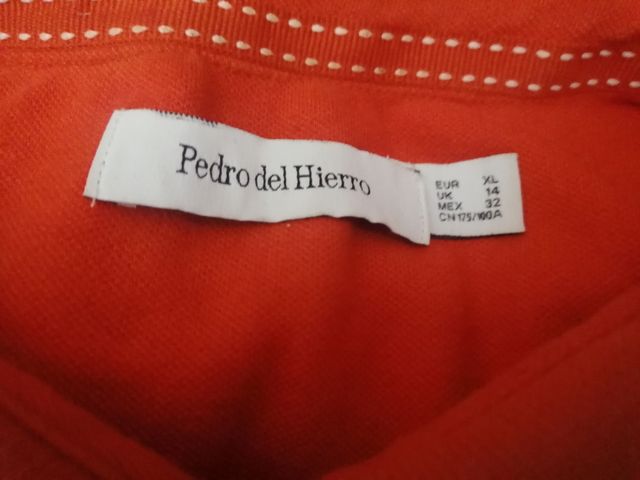 Pedro del Hierro
EUR XL
UK 14
MEX 32
CN 175/100A